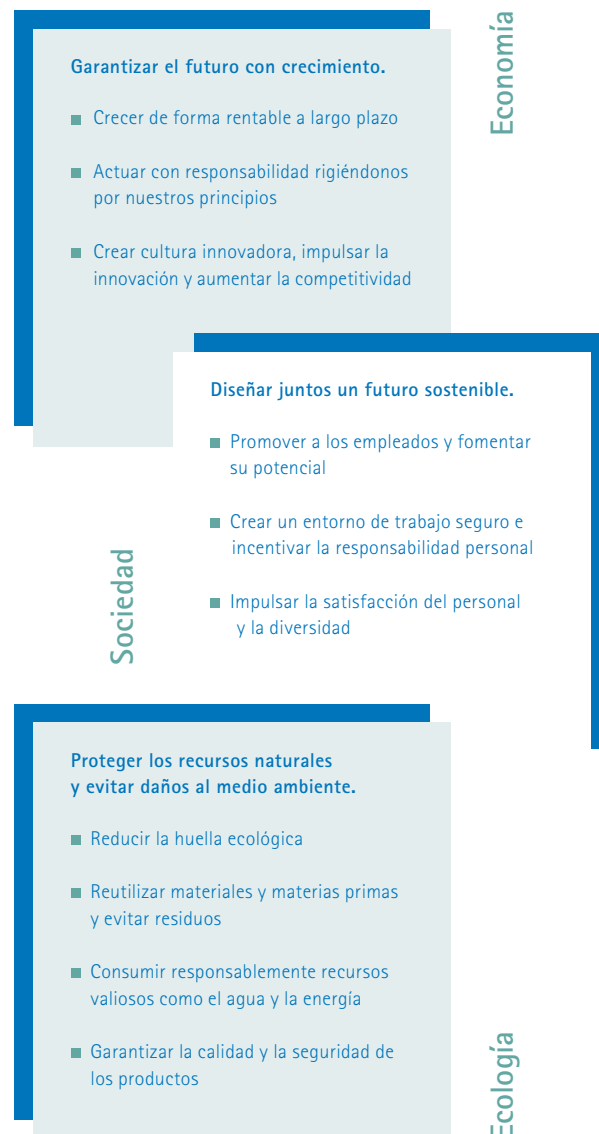 Economía
Garantizar el futuro con crecimiento.
Crecer de forma rentable a largo plazo
Actuar con responsabilidad rigiéndonos
por nuestros principios
Crear cultura innovadora, impulsar la
innovación y aumentar la competitividad
Sociedad
Diseñar juntos un futuro sostenible.
Promover a los empleados y fomentar
su potencial
Crear un entorno de trabajo seguro e
incentivar la responsabilidad personal
Impulsar la satisfacción del personal
y la diversidad
Ecología
Proteger los recursos naturales
y evitar daños al medio ambiente.
Reducir la huella ecológica
Reutilizar materiales y materias primas
y evitar residuos
Consumir responsablemente recursos
valiosos como el agua y la energía
Garantizar la calidad y la seguridad de
los productos